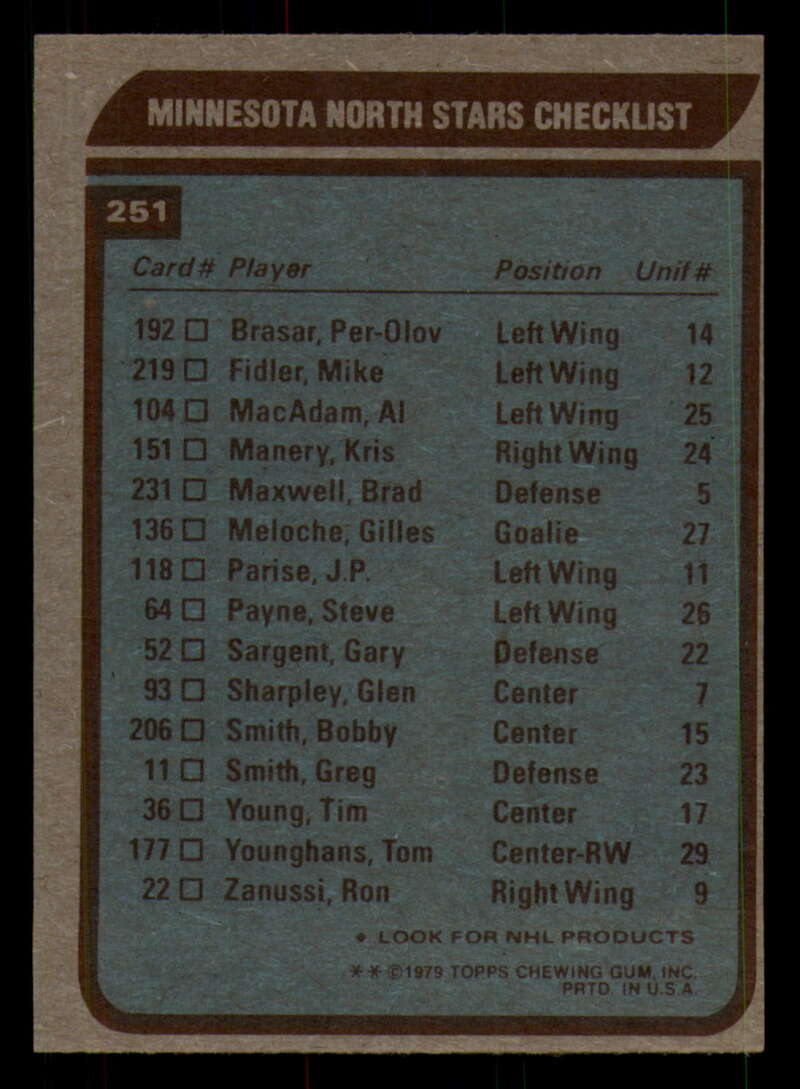 MINNESOTA NORTH STARS CHECKLIST
251
Card# Player Position Unif#
192 □ Brasar, Per-Olov Left Wing 14
219 □ Fidler, Mike Left Wing 12
104 □ MacAdam, Al Left Wing 25
151 □ Manery, Kris Right Wing 24
231 □ Maxwell, Brad Defense 5
136 □ Meloche, Gilles Goalie 27
118 □ Parise, J.P. Left Wing 11
64 □ Payne, Steve Left Wing 26
52 □ Sargent, Gary Defense 22
93 □ Sharpley, Glen Center 7
206 □ Smith, Bobby Center 15
11 □ Smith, Greg Defense 23
36 □ Young, Tim Center 17
177 □ Younghans, Tom Center-RW 29
22 □ Zanussi, Ron Right Wing 9
• LOOK FOR NHL PRODUCTS
* * ©1979 TOPPS CHEWING GUM, INC.
PRTD. IN U.S.A.